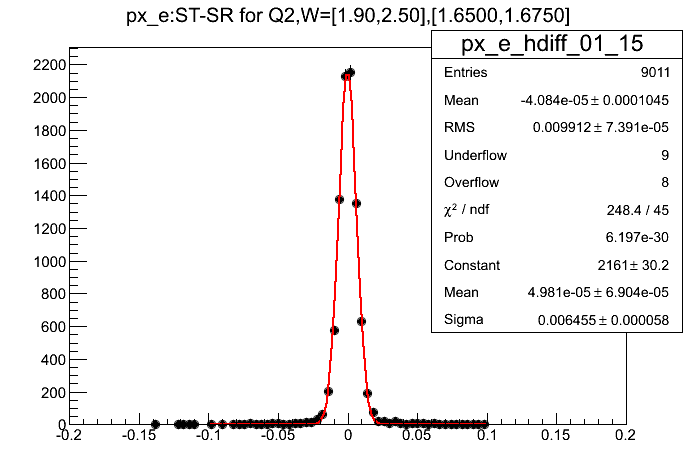 px_e:ST-SR for Q2,W=[1.90,2.50],[1.6500,1.6750]
px_e_hdiff_01_15
Entries 9011
Mean -4.084e-05 ± 0.0001045
RMS 0.009912 ± 7.391e-05
Underflow 9
Overflow 8
χ² / ndf 248.4 / 45
Prob 6.197e-30
Constant 2161 ± 30.2
Mean 4.981e-05 ± 6.904e-05
Sigma 0.006455 ± 0.000058
2200
2000
1800
1600
1400
1200
1000
800
600
400
200
0
-0.2 -0.15 -0.1 -0.05 0 0.05 0.1 0.15 0.2